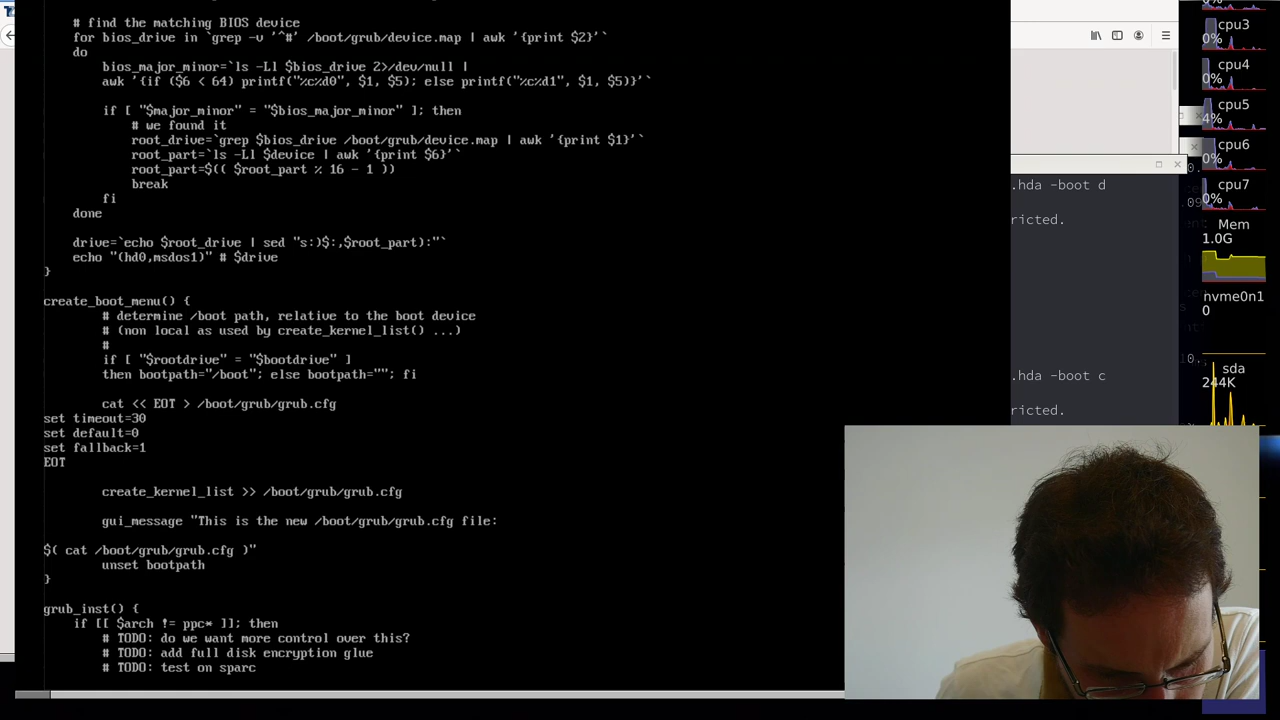 # find the matching BIOS device
for bios_drive in `grep -v '^#' /boot/grub/device.map | awk '{print $2}'`
do
bios_major_minor=`ls -Ll $bios_drive 2>/dev/null |
awk '{if ($6 < 64) printf("%c%d0", $1, $5); else printf("%c%d1", $1, $5)}'`
if [ "$major_minor" = "$bios_major_minor" ]; then
# we found it
root_drive=`grep $bios_drive /boot/grub/device.map | awk '{print $1}'`
root_part=`ls -Ll $device | awk '{print $6}'`
root_part=$(( $root_part % 16 - 1 ))
break
fi
done
drive=`echo $root_drive | sed "s:)$:,$root_part):"`
echo "(hd0,msdos1)" # $drive
}
create_boot_menu() {
# determine /boot path, relative to the boot device
# (non local as used by create_kernel_list() ...)
#
if [ "$rootdrive" = "$bootdrive" ]
then bootpath="/boot"; else bootpath=""; fi
cat << EOT > /boot/grub/grub.cfg
set timeout=30
set default=0
set fallback=1
EOT
create_kernel_list >> /boot/grub/grub.cfg
gui_message "This is the new /boot/grub/grub.cfg file:
$( cat /boot/grub/grub.cfg )"
unset bootpath
}
grub_inst() {
if [[ $arch != ppc* ]]; then
# TODO: do we want more control over this?
# TODO: add full disk encryption glue
# TODO: test on sparc
.hda -boot d
ricted.
.hda -boot c
ricted.
cpu3
0%
cpu4
0%
cpu5
4%
cpu6
0%
cpu7
0%
Mem
1.0G
nvme0n1
0
sda
244K